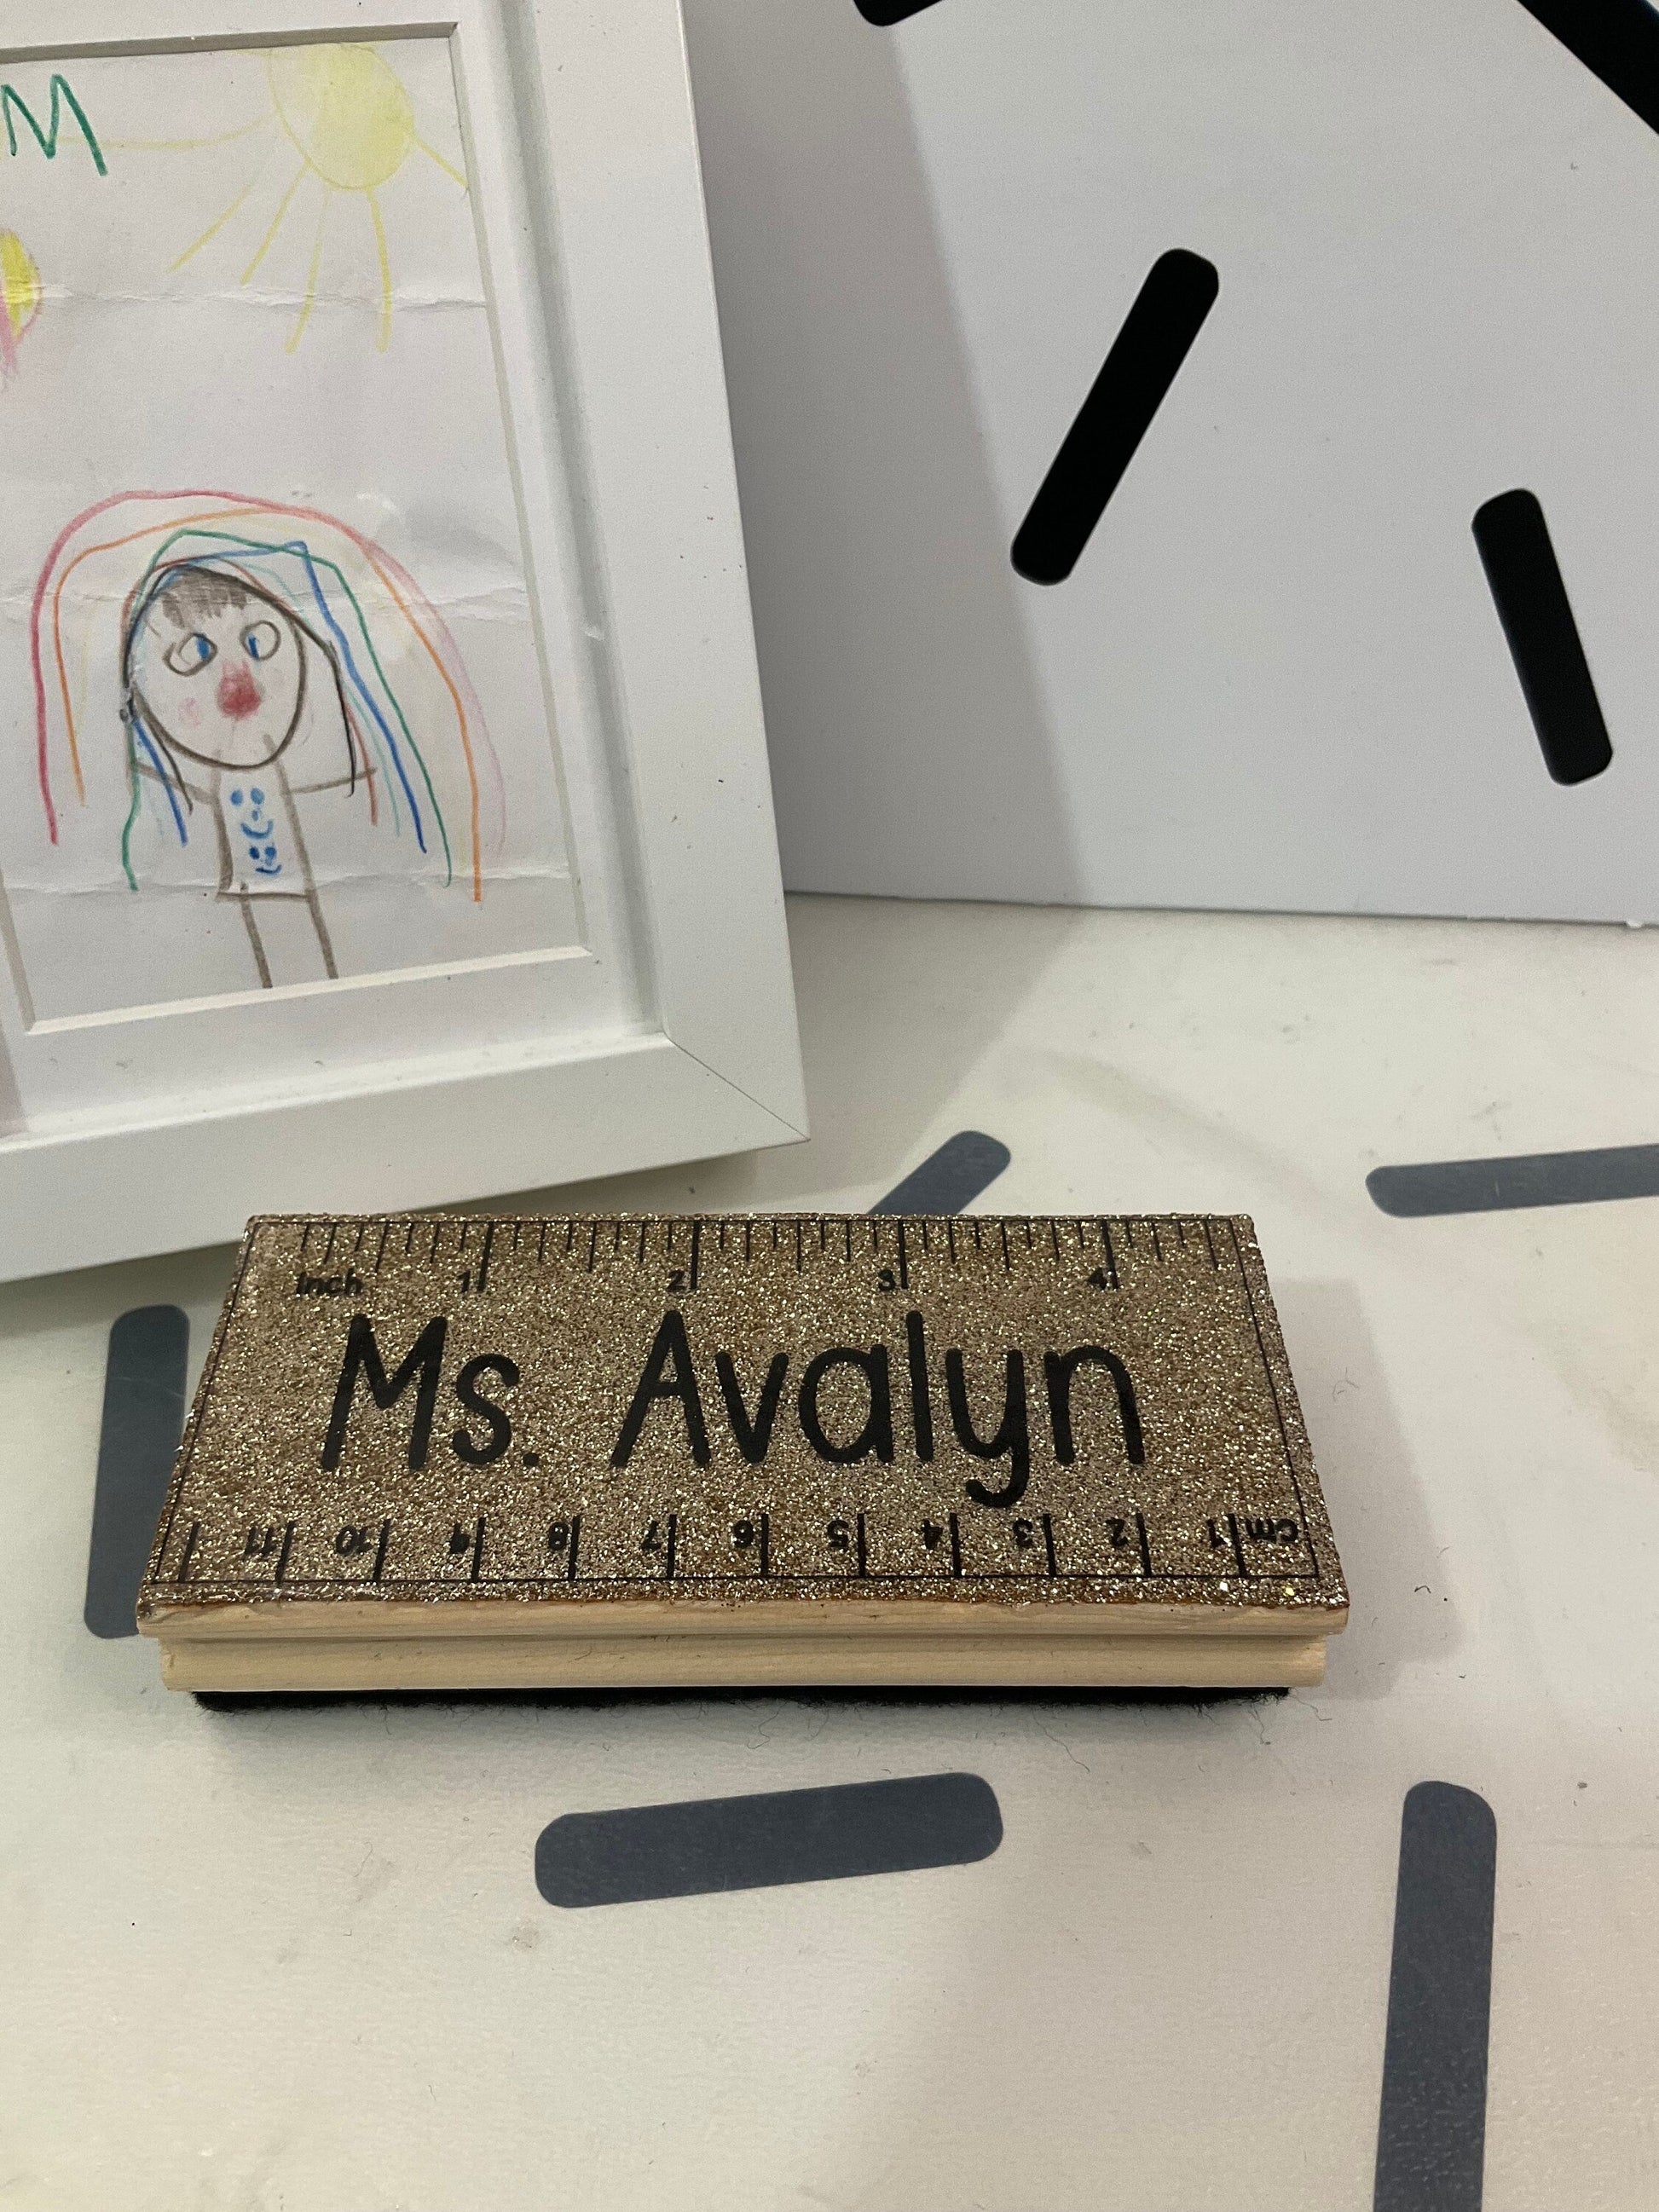 M
Inch 1 2 3 4
Ms. Avalyn
cm 1 2 3 4 5 6 7 8 9 10 11